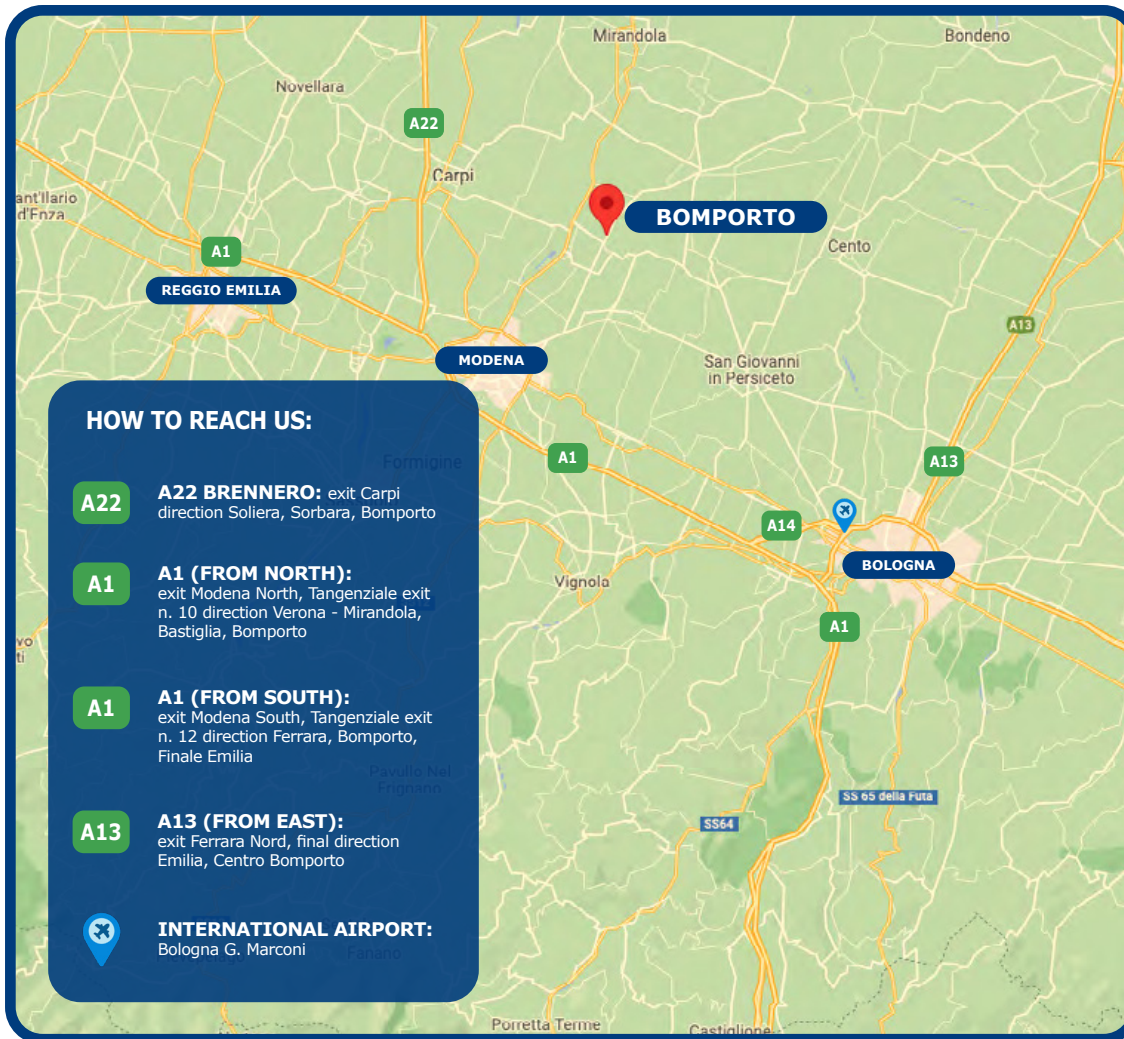 Mirandola
Bondeno
Novellara
A22
Carpi
ant'Ilario
d'Enza
BOMPORTO
Cento
A1
REGGIO EMILIA
A13
MODENA
San Giovanni
in Persiceto
HOW TO REACH US:
Formigine
A1
A13
A22
A22 BRENNERO: exit Carpi
direction Soliera, Sorbara, Bomporto
A14
BOLOGNA
A1
A1 (FROM NORTH):
exit Modena North, Tangenziale exit
n. 10 direction Verona - Mirandola,
Bastiglia, Bomporto
Vignola
A1
vo
ti
A1
A1 (FROM SOUTH):
exit Modena South, Tangenziale exit
n. 12 direction Ferrara, Bomporto,
Finale Emilia
Pavullo Nel
Frignano
SS 65 della Futa
SS64
A13
A13 (FROM EAST):
exit Ferrara Nord, final direction
Emilia, Centro Bomporto
INTERNATIONAL AIRPORT:
Bologna G. Marconi
Fanano
Porretta Terme
Castiglione